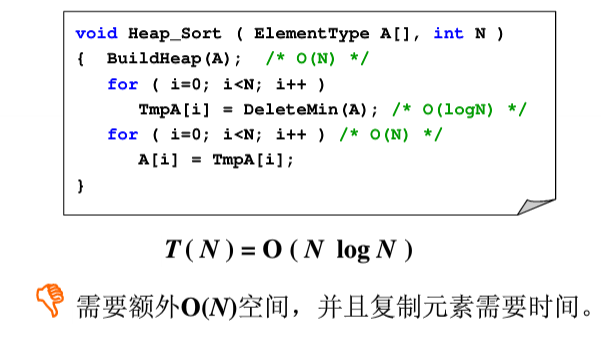 void Heap_Sort ( ElementType A[], int N )
{ BuildHeap(A); /* O(N) */
for ( i=0; i<N; i++ )
TmpA[i] = DeleteMin(A); /* O(logN) */
for ( i=0; i<N; i++ ) /* O(N) */
A[i] = TmpA[i];
}
T ( N ) = O ( N log N )
需要额外O(N)空间，并且复制元素需要时间。